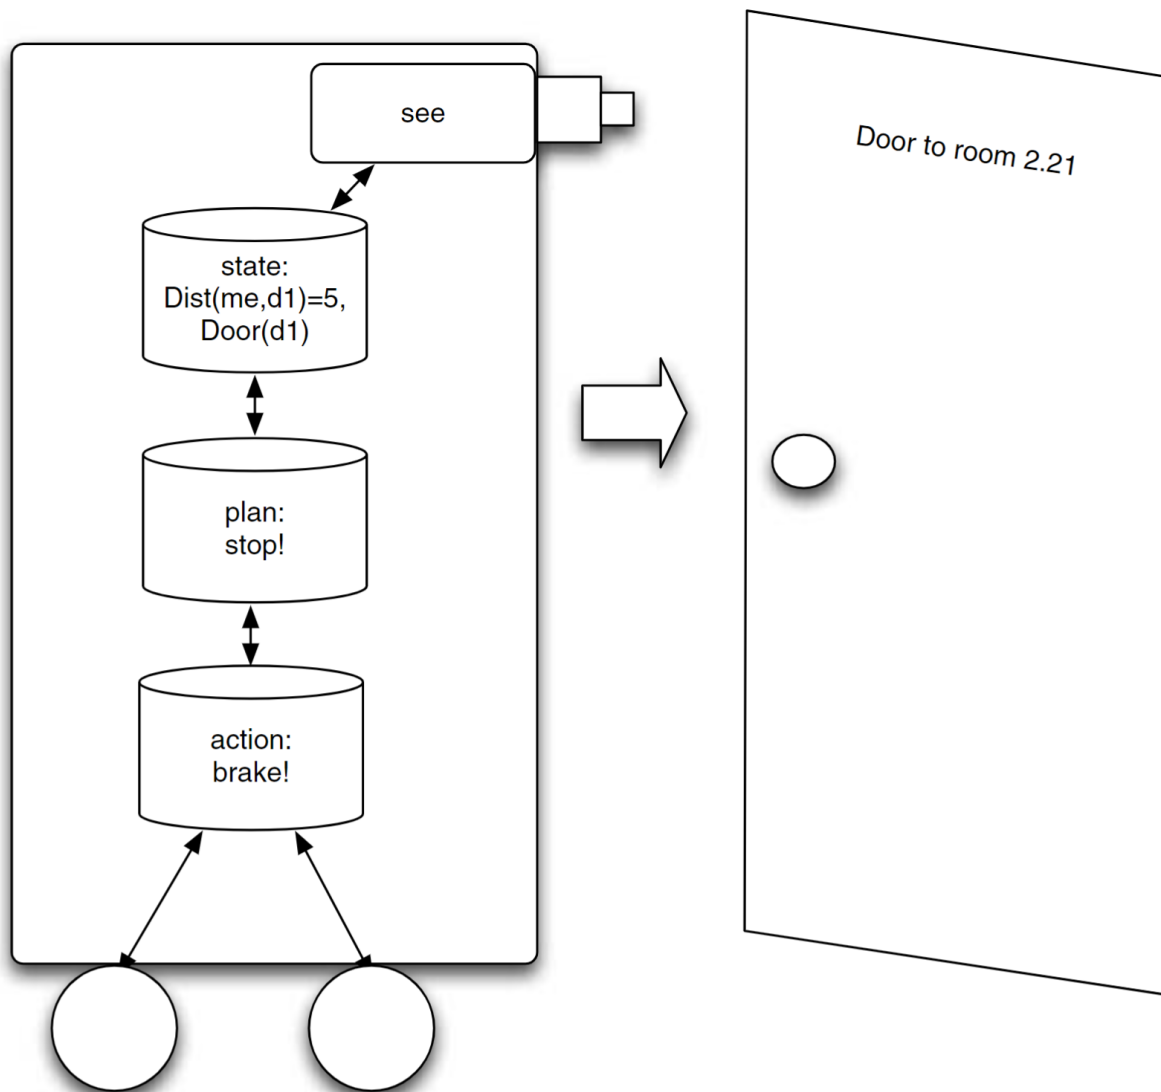 see
Door to room 2.21
state:
Dist(me,d1)=5,
Door(d1)
plan:
stop!
action:
brake!